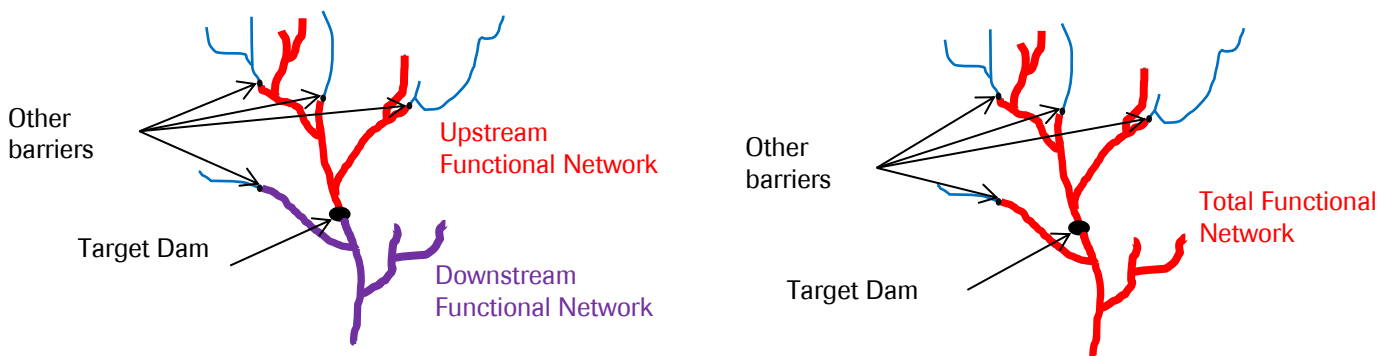 Other
barriers
Upstream
Functional Network
Target Dam
Downstream
Functional Network
Other
barriers
Total Functional
Network
Target Dam